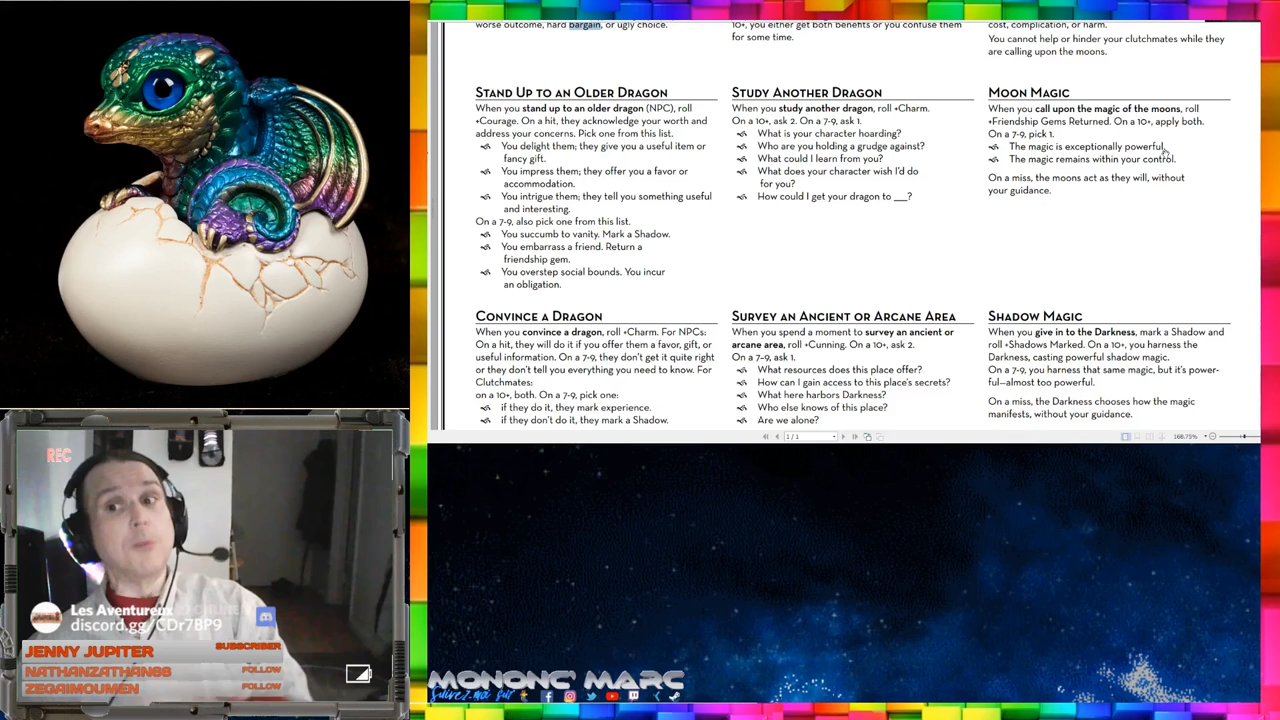 worse outcome, hard bargain, or ugly choice.
10+, you either get both benefits or you confuse them
for some time.
cost, complication, or harm.
You cannot help or hinder your clutchmates while they
are calling upon the moons.
STAND UP TO AN OLDER DRAGON
When you stand up to an older dragon (NPC), roll
+Courage. On a hit, they acknowledge your worth and
address your concerns. Pick one from this list.
You delight them; they give you a useful item or
fancy gift.
You impress them; they offer you a favor or
accommodation.
You intrigue them; they tell you something useful
and interesting.
On a 7-9, also pick one from this list.
You succumb to vanity. Mark a Shadow.
You embarrass a friend. Return a
friendship gem.
You overstep social bounds. You incur
an obligation.
STUDY ANOTHER DRAGON
When you study another dragon, roll +Charm.
On a 10+, ask 2. On a 7-9, ask 1.
What is your character hoarding?
Who are you holding a grudge against?
What could I learn from you?
What does your character wish I'd do
for you?
How could I get your dragon to ___?
MOON MAGIC
When you call upon the magic of the moons, roll
+Friendship Gems Returned. On a 10+, apply both.
On a 7-9, pick 1.
The magic is exceptionally powerful.
The magic remains within your control.
On a miss, the moons act as they will, without
your guidance.
CONVINCE A DRAGON
When you convince a dragon, roll +Charm. For NPCs:
On a hit, they will do it if you offer them a favor, gift, or
useful information. On a 7-9, they don't get it quite right
or they don't tell you everything you need to know. For
Clutchmates:
on a 10+, both. On a 7-9, pick one:
if they do it, they mark experience.
if they don't do it, they mark a Shadow.
SURVEY AN ANCIENT OR ARCANE AREA
When you spend a moment to survey an ancient or
arcane area, roll +Cunning. On a 10+, ask 2.
On a 7-9, ask 1.
What resources does this place offer?
How can I gain access to this place's secrets?
What here harbors Darkness?
Who else knows of this place?
Are we alone?
SHADOW MAGIC
When you give in to the Darkness, mark a Shadow and
roll +Shadows Marked. On a 10+, you harness the
Darkness, casting powerful shadow magic.
On a 7-9, you harness that same magic, but it's power-
ful—almost too powerful.
On a miss, the Darkness chooses how the magic
manifests, without your guidance.
1 / 1
168.75%
REC
Les Aventureux
discord.gg/CDr7BP9
JENNY JUPITER SUBSCRIBER
NATHANZATHAN88 FOLLOW
ZEGAIMOUMEN FOLLOW
MONONC' MARC
Suivez-moi sur